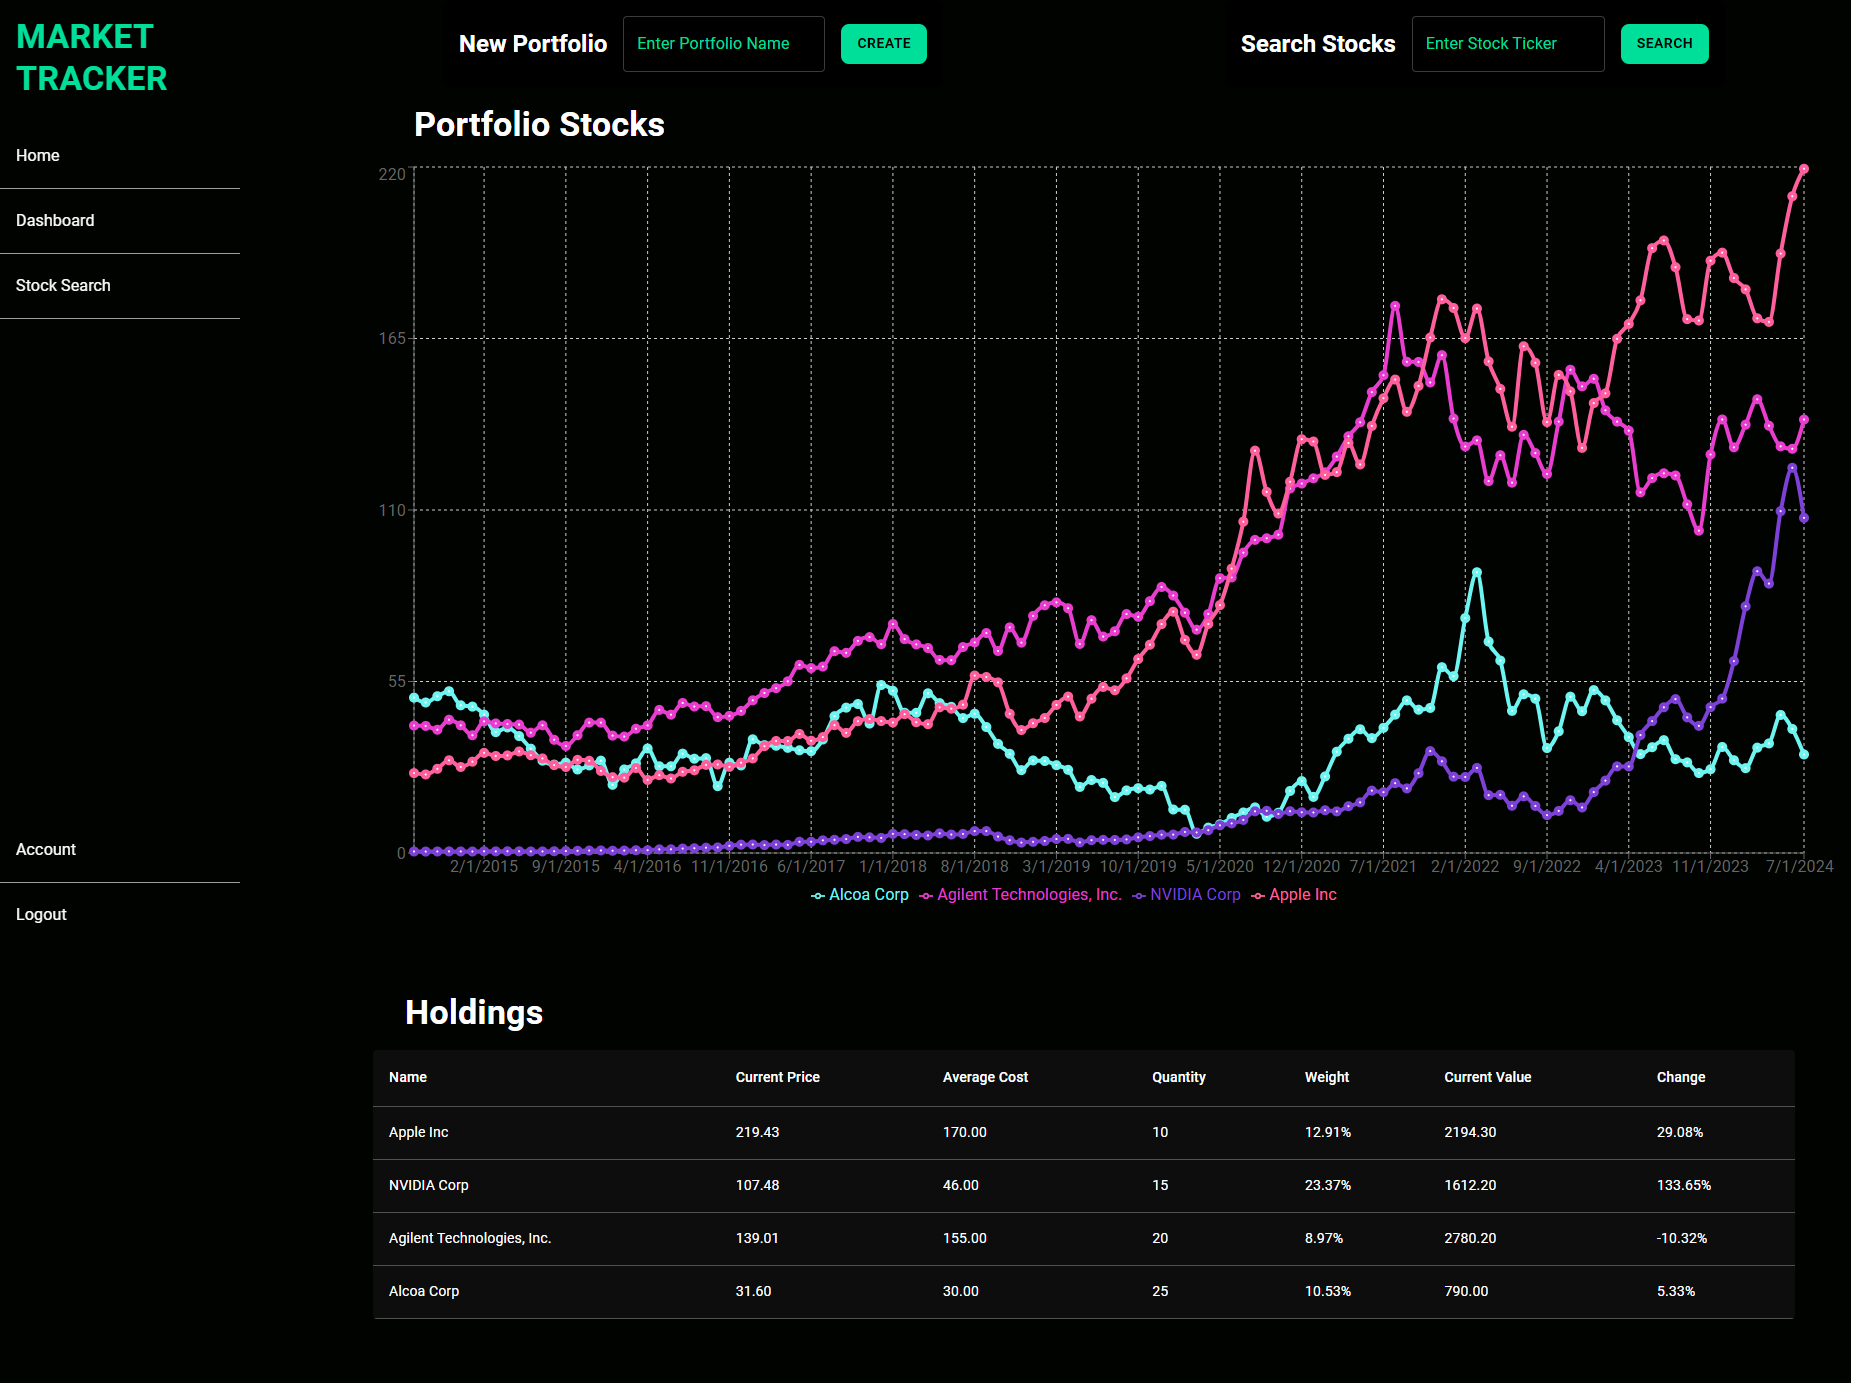 MARKET
TRACKER
New Portfolio Enter Portfolio Name CREATE Search Stocks Enter Stock Ticker SEARCH
Home
Dashboard
Stock Search
Account
Logout
Portfolio Stocks
220
165
110
55
0
2/1/2015 9/1/2015 4/1/2016 11/1/2016 6/1/2017 1/1/2018 8/1/2018 3/1/2019 10/1/2019 5/1/2020 12/1/2020 7/1/2021 2/1/2022 9/1/2022 4/1/2023 11/1/2023 7/1/2024
Alcoa Corp Agilent Technologies, Inc. NVIDIA Corp Apple Inc
Holdings
Name Current Price Average Cost Quantity Weight Current Value Change
Apple Inc 219.43 170.00 10 12.91% 2194.30 29.08%
NVIDIA Corp 107.48 46.00 15 23.37% 1612.20 133.65%
Agilent Technologies, Inc. 139.01 155.00 20 8.97% 2780.20 -10.32%
Alcoa Corp 31.60 30.00 25 10.53% 790.00 5.33%